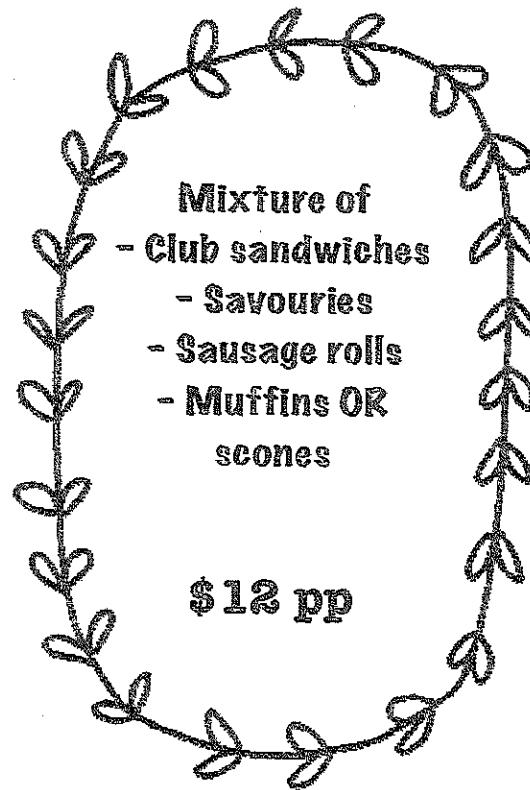 Mixture of
- Club sandwiches
- Savouries
- Sausage rolls
- Muffins OR
scones
$12 pp